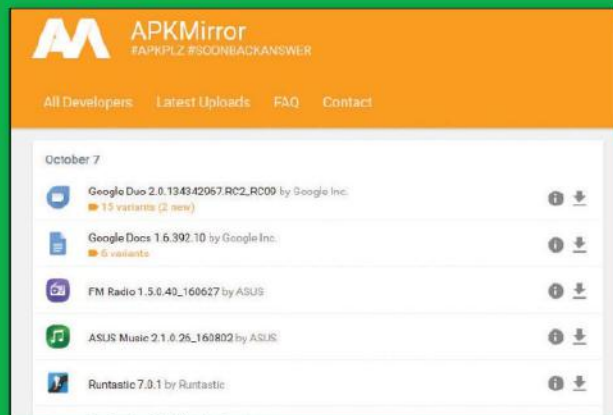 APKMirror
#APKPLZ #SOONBACKANSWER
All Developers Latest Uploads FAQ Contact
October 7
Google Duo 2.0.134342967.RC2_RC09 by Google Inc.
15 variants (2 new)
Google Docs 1.6.392.10 by Google Inc.
6 variants
FM Radio 1.5.0.40_160627 by ASUS
ASUS Music 2.1.0.26_160802 by ASUS
Runtastic 7.0.1 by Runtastic